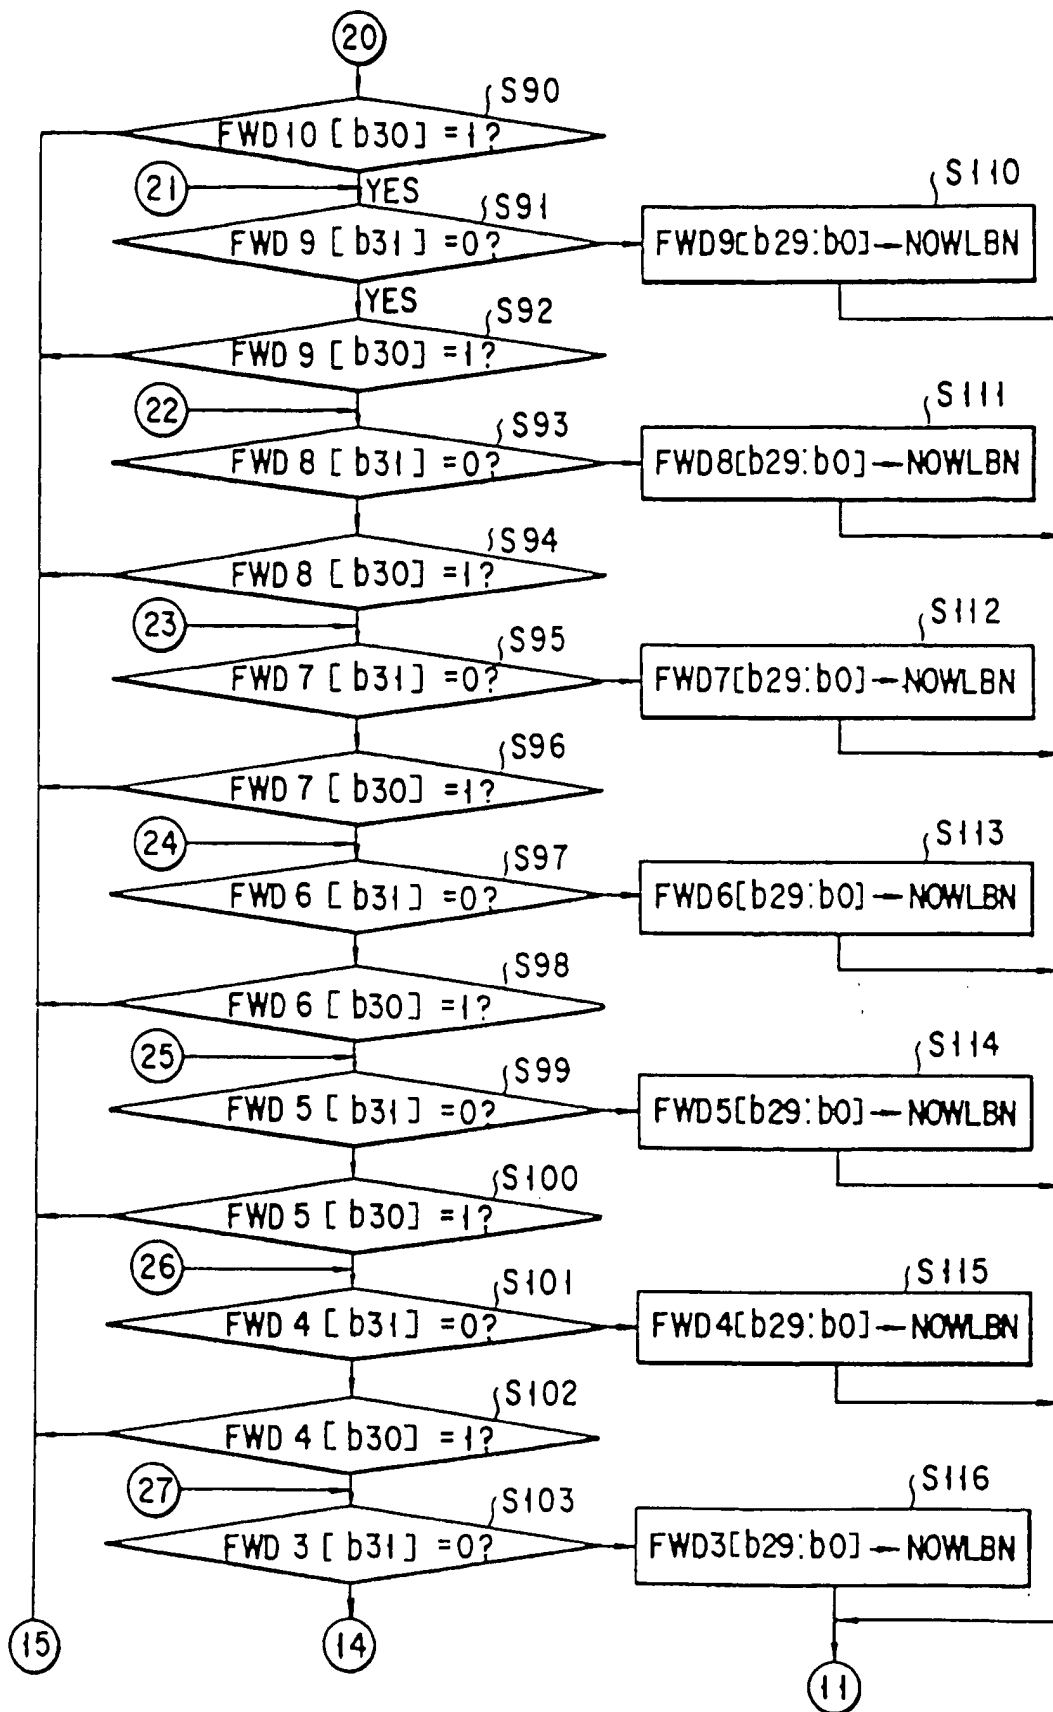 20
S90
FWD10 [b30] =1?
21
YES
S91
S110
FWD9 [b31] =0?
FWD9[b29:b0]→NOWLBN
YES
S92
FWD9 [b30] =1?
22
S93
S111
FWD8 [b31] =0?
FWD8[b29:b0]→NOWLBN
S94
FWD8 [b30] =1?
23
S95
S112
FWD7 [b31] =0?
FWD7[b29:b0]→NOWLBN
S96
FWD7 [b30] =1?
24
S97
S113
FWD6 [b31] =0?
FWD6[b29:b0]→NOWLBN
S98
FWD6 [b30] =1?
25
S99
S114
FWD5 [b31] =0?
FWD5[b29:b0]→NOWLBN
S100
FWD5 [b30] =1?
26
S101
S115
FWD4 [b31] =0?
FWD4[b29:b0]→NOWLBN
S102
FWD4 [b30] =1?
27
S103
S116
FWD3 [b31] =0?
FWD3[b29:b0]→NOWLBN
15
14
11